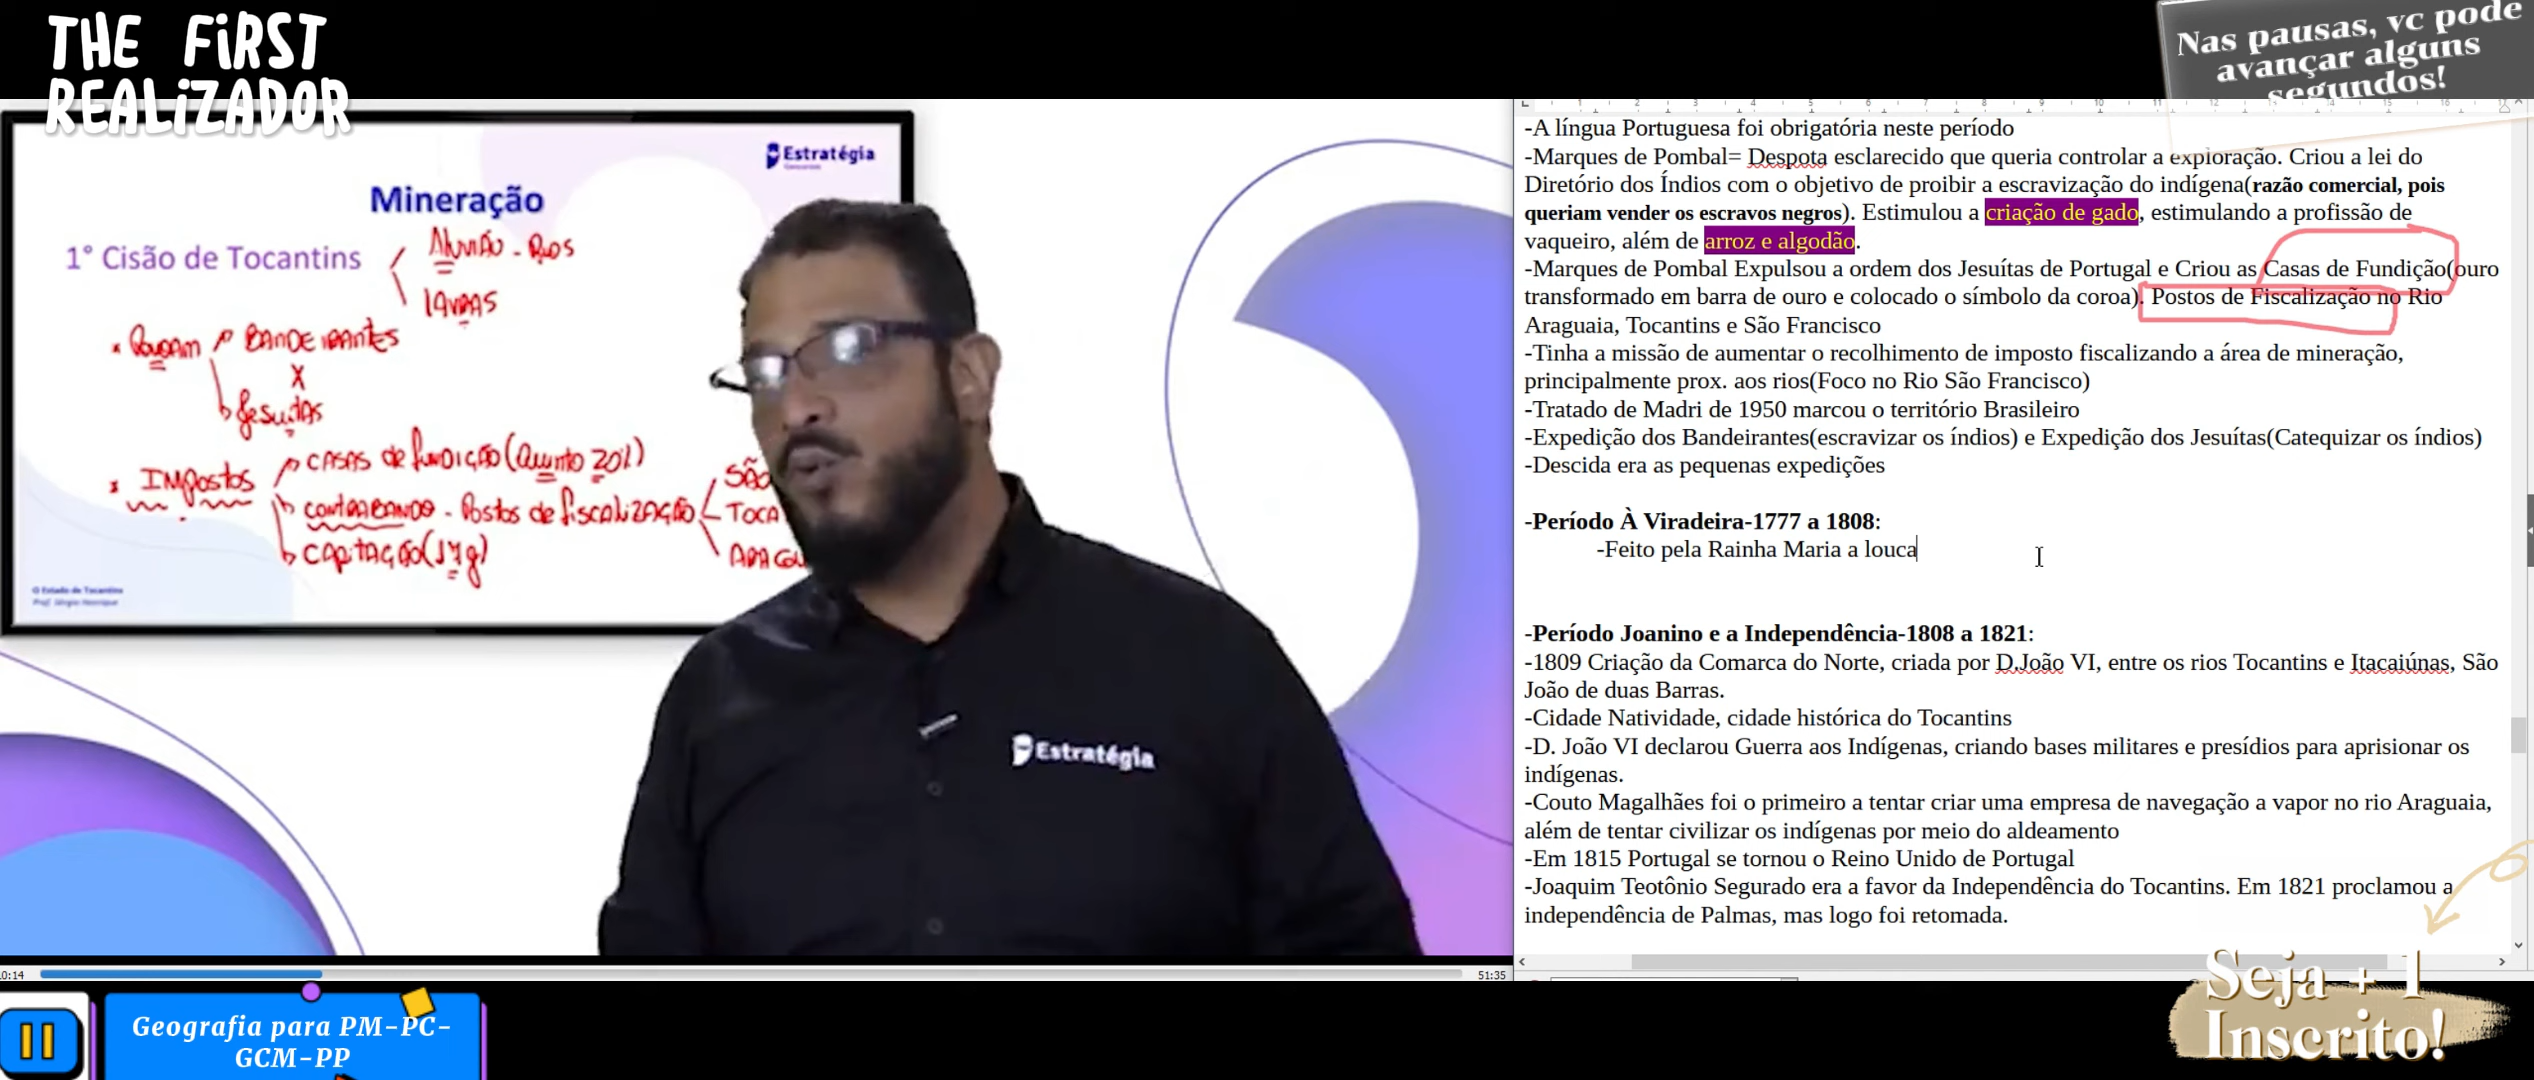 THE FIRST
REALIZADOR
Nas pausas, vc pode
avançar alguns
segundos!
Estratégia
Concursos
Mineração
1° Cisão de Tocantins
Aluvião - Rios
lavras
BANDEIRANTES
X
Jesuítas
IMPostos
CASAS de fundição (Quinto 20%)
contrabando - Postos de fiscalização
SÃO
TOCA
ARAGU
Captação (17g)
O Estado de Tocantins
Prof. Sérgio Henrique
Estratégia
-A língua Portuguesa foi obrigatória neste período
-Marques de Pombal= Despota esclarecido que queria controlar a exploração. Criou a lei do
Diretório dos Índios com o objetivo de proibir a escravização do indígena(razão comercial, pois
queriam vender os escravos negros). Estimulou a criação de gado, estimulando a profissão de
vaqueiro, além de arroz e algodão.
-Marques de Pombal Expulsou a ordem dos Jesuítas de Portugal e Criou as Casas de Fundição(ouro
transformado em barra de ouro e colocado o símbolo da coroa). Postos de Fiscalização no Rio
Araguaia, Tocantins e São Francisco
-Tinha a missão de aumentar o recolhimento de imposto fiscalizando a área de mineração,
principalmente prox. aos rios(Foco no Rio São Francisco)
-Tratado de Madri de 1950 marcou o território Brasileiro
-Expedição dos Bandeirantes(escravizar os índios) e Expedição dos Jesuítas(Catequizar os índios)
-Descida era as pequenas expedições
-Período À Viradeira-1777 a 1808:
-Feito pela Rainha Maria a louca
-Período Joanino e a Independência-1808 a 1821:
-1809 Criação da Comarca do Norte, criada por D.João VI, entre os rios Tocantins e Itacaiúnas, São
João de duas Barras.
-Cidade Natividade, cidade histórica do Tocantins
-D. João VI declarou Guerra aos Indígenas, criando bases militares e presídios para aprisionar os
indígenas.
-Couto Magalhães foi o primeiro a tentar criar uma empresa de navegação a vapor no rio Araguaia,
além de tentar civilizar os indígenas por meio do aldeamento
-Em 1815 Portugal se tornou o Reino Unido de Portugal
-Joaquim Teotônio Segurado era a favor da Independência do Tocantins. Em 1821 proclamou a
independência de Palmas, mas logo foi retomada.
0:14
51:35
Geografia para PM-PC-
GCM-PP
Seja + 1
Inscrito!